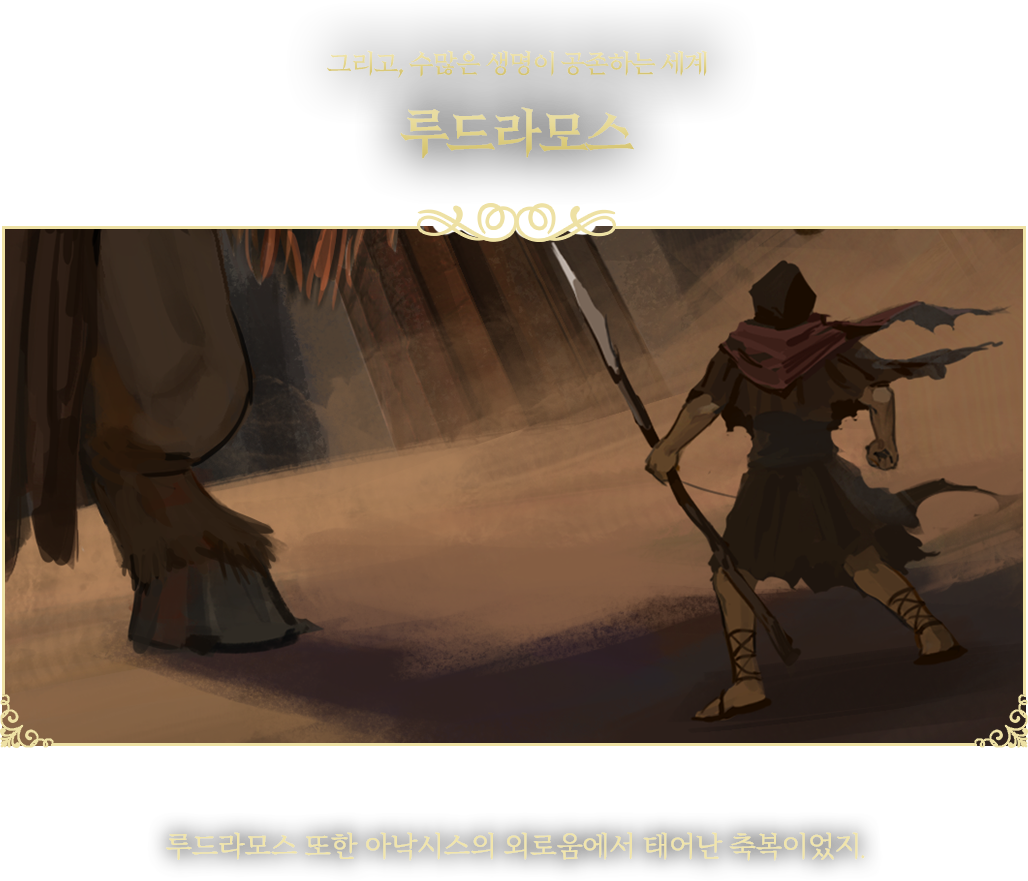 그리고, 수많은 생명이 공존하는 세계
루드라모스
루드라모스 또한 아낙시스의 외로움에서 태어난 축복이었지